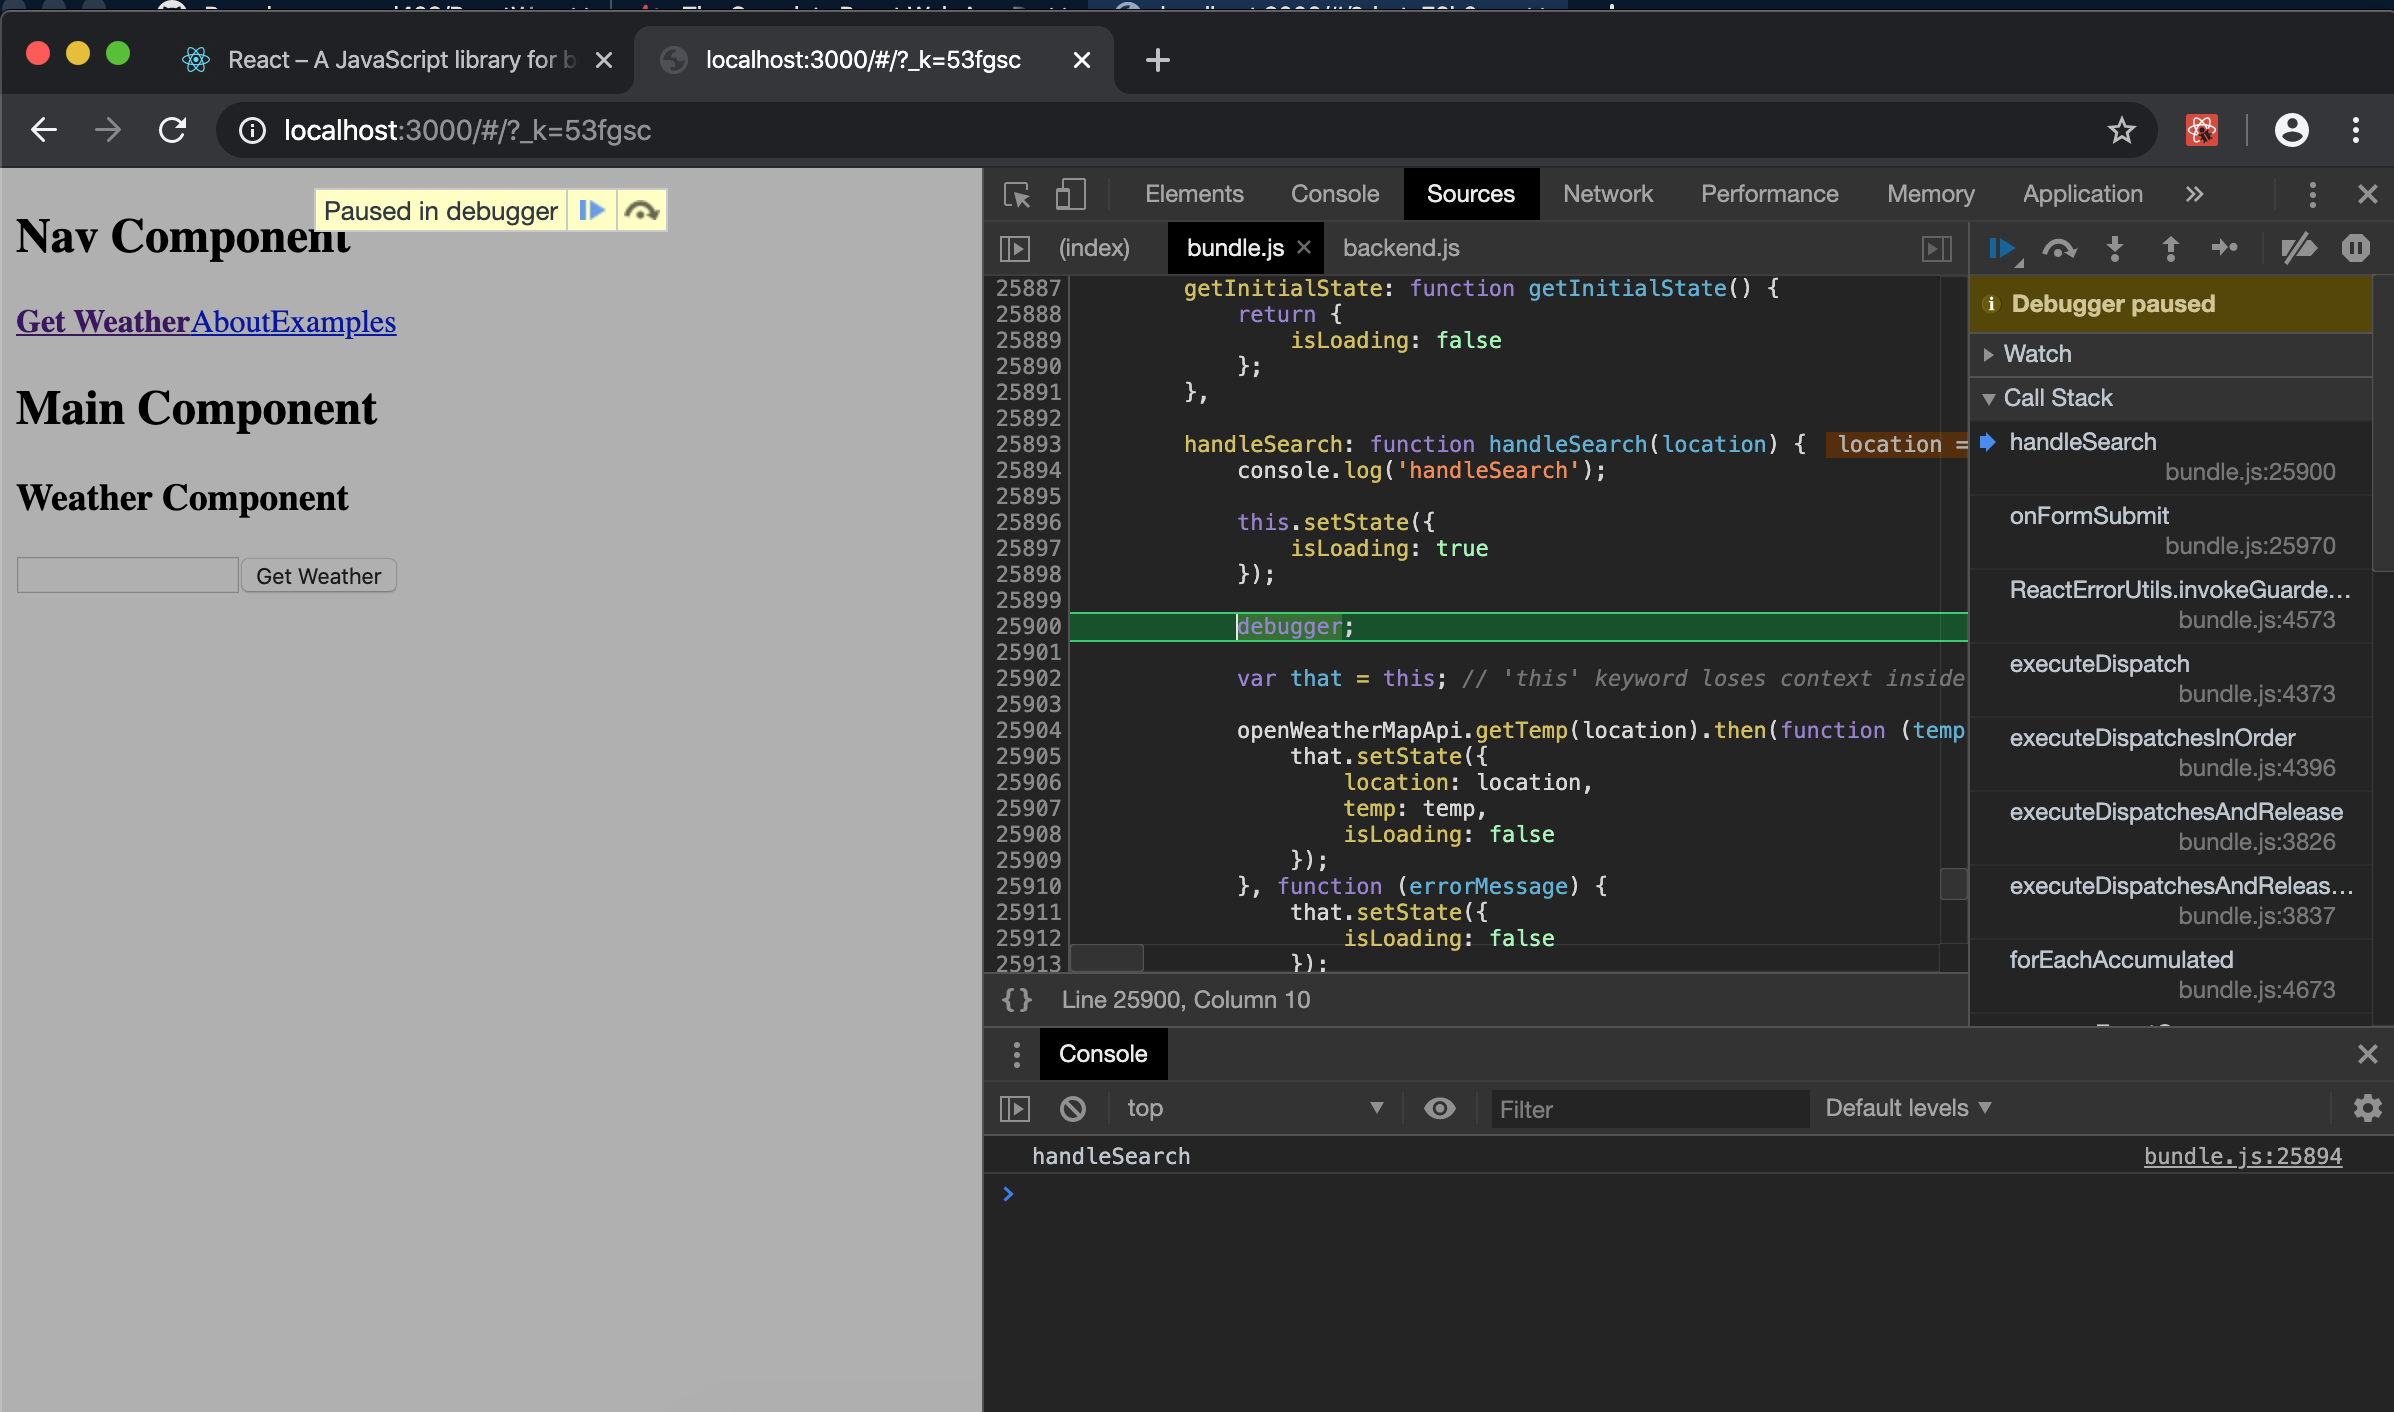 React – A JavaScript library for b
localhost:3000/#/?_k=53fgsc
localhost:3000/#/?_k=53fgsc
Paused in debugger
Nav Component
Get WeatherAboutExamples
Main Component
Weather Component
Get Weather
Elements Console Sources Network Performance Memory Application
(index) bundle.js backend.js
25887 getInitialState: function getInitialState() {
25888 return {
25889 isLoading: false
25890 };
25891 },
25892
25893 handleSearch: function handleSearch(location) { location =
25894 console.log('handleSearch');
25895
25896 this.setState({
25897 isLoading: true
25898 });
25899
25900 debugger;
25901
25902 var that = this; // 'this' keyword loses context inside
25903
25904 openWeatherMapApi.getTemp(location).then(function (temp
25905 that.setState({
25906 location: location,
25907 temp: temp,
25908 isLoading: false
25909 });
25910 }, function (errorMessage) {
25911 that.setState({
25912 isLoading: false
25913 });
{} Line 25900, Column 10
Debugger paused
Watch
Call Stack
handleSearch
bundle.js:25900
onFormSubmit
bundle.js:25970
ReactErrorUtils.invokeGuarde…
bundle.js:4573
executeDispatch
bundle.js:4373
executeDispatchesInOrder
bundle.js:4396
executeDispatchesAndRelease
bundle.js:3826
executeDispatchesAndReleas…
bundle.js:3837
forEachAccumulated
bundle.js:4673
Console
top Filter Default levels
handleSearch bundle.js:25894